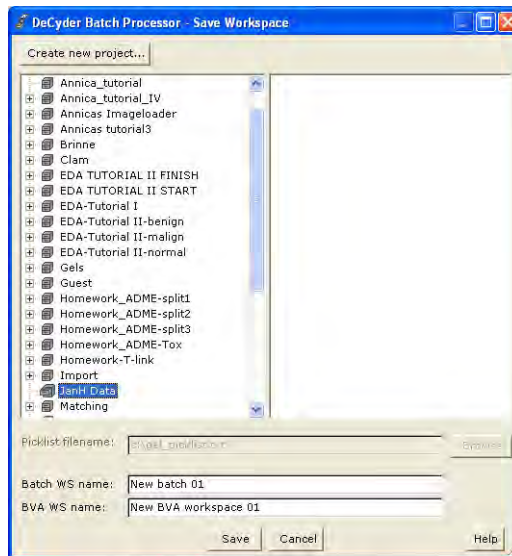 DeCyder Batch Processor - Save Workspace
Create new project...
Annica_tutorial
Annica_tutorial_IV
Annicas Imageloader
Annicas tutorial3
Brinne
Clam
EDA TUTORIAL II FINISH
EDA TUTORIAL II START
EDA-Tutorial I
EDA-Tutorial II-benign
EDA-Tutorial II-malign
EDA-Tutorial II-normal
Gels
Guest
Homework_ADME-split1
Homework_ADME-split2
Homework_ADME-split3
Homework_ADME-Tox
Homework-T-link
Import
JanH Data
Matching
Picklist filename:
Browse
Batch WS name: New batch 01
BVA WS name: New BVA workspace 01
Save Cancel Help